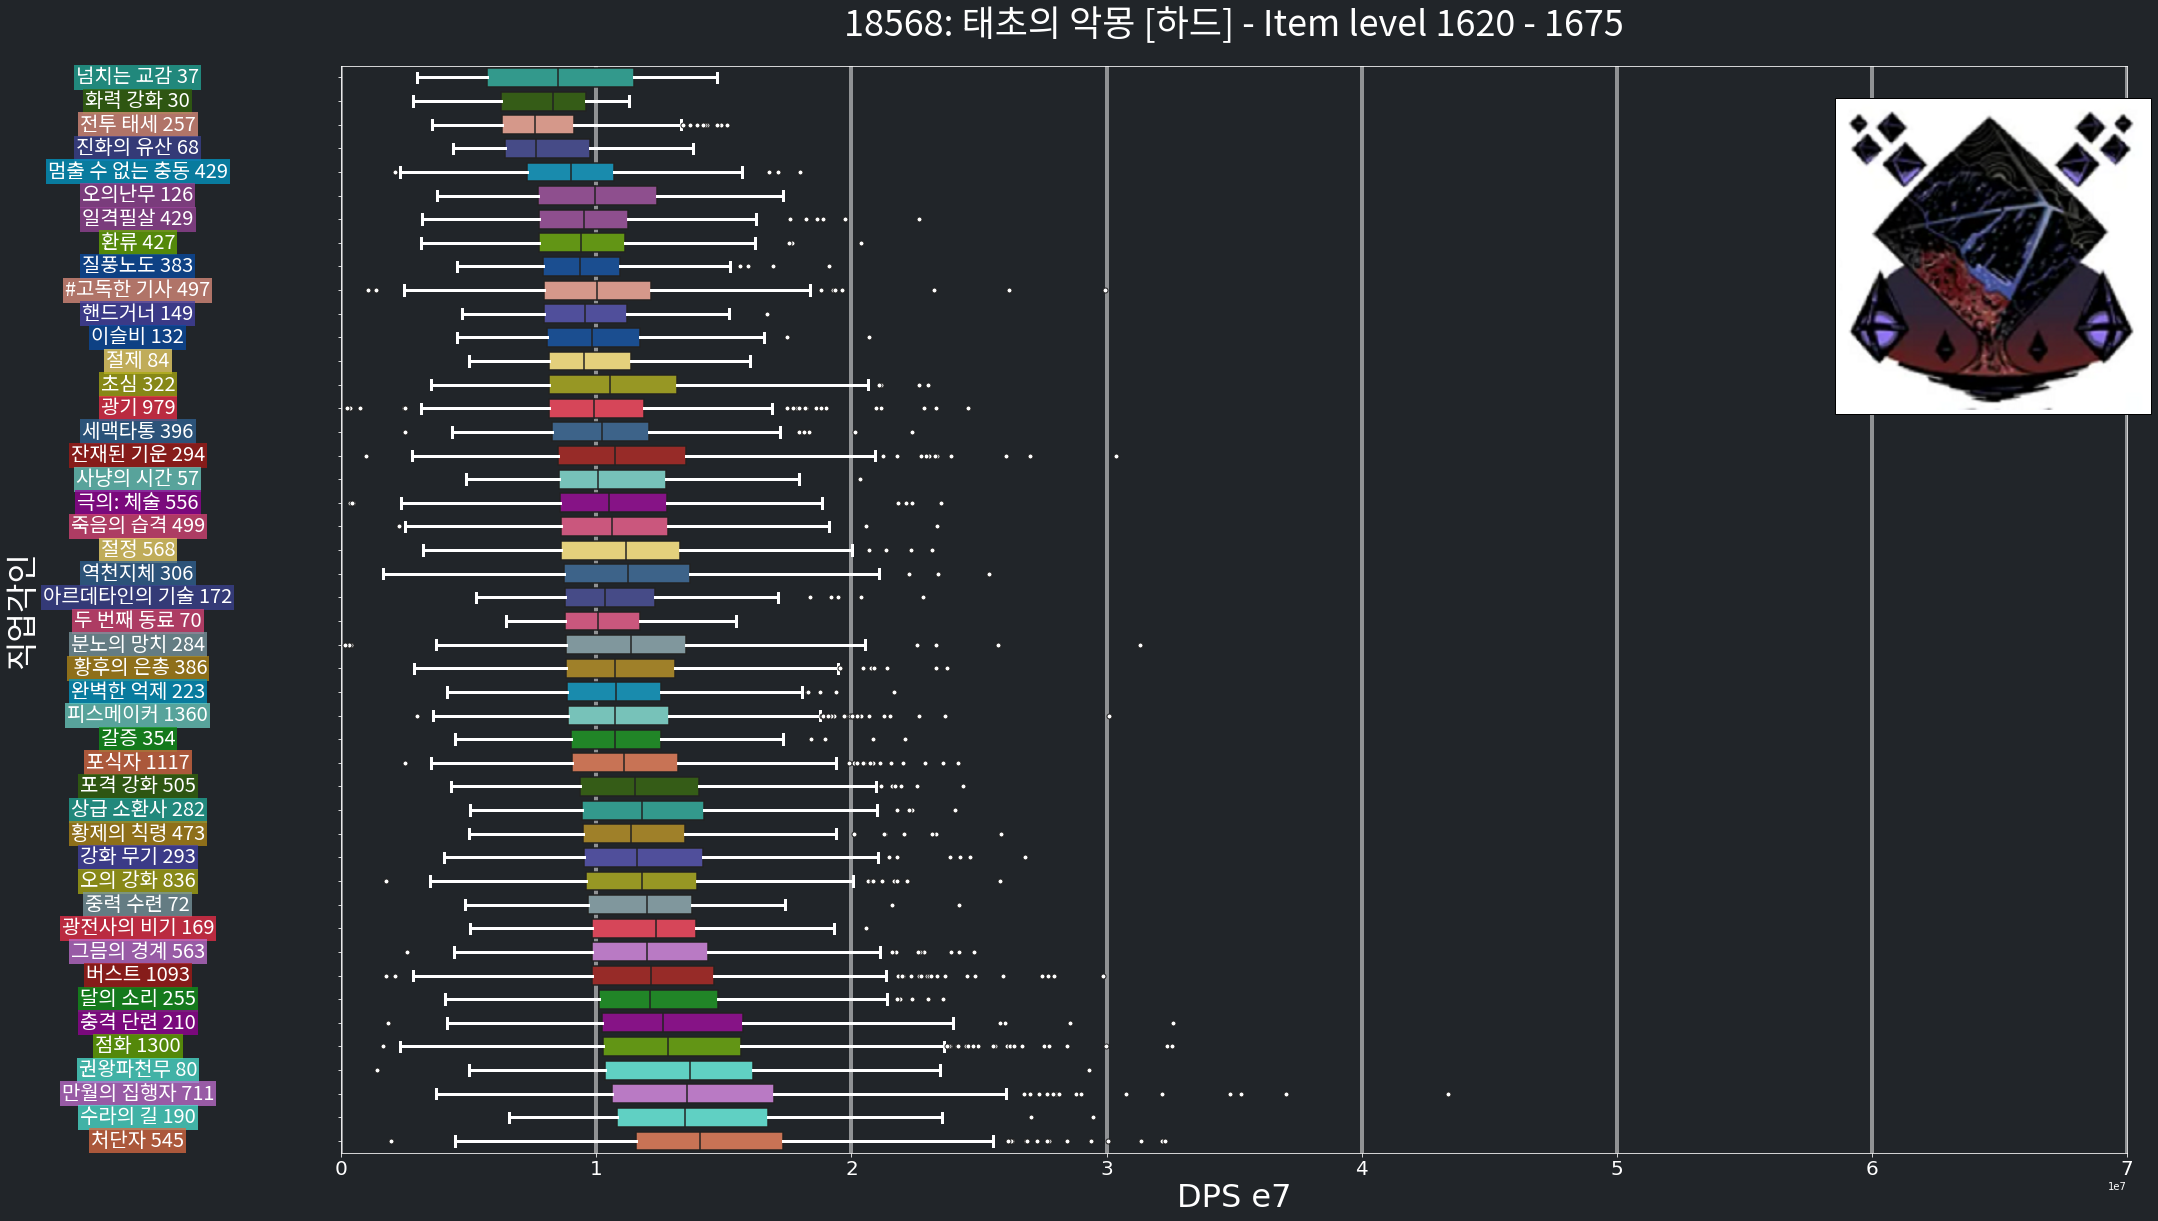 18568: 태초의 악몽 [하드] - Item level 1620 - 1675
넘치는 교감 37
화력 강화 30
전투 태세 257
진화의 유산 68
멈출 수 없는 충동 429
오의난무 126
일격필살 429
환류 427
질풍노도 383
#고독한 기사 497
핸드거너 149
이슬비 132
절제 84
초심 322
광기 979
세맥타통 396
잔재된 기운 294
사냥의 시간 57
극의: 체술 556
죽음의 습격 499
절정 568
역천지체 306
아르데타인의 기술 172
두 번째 동료 70
분노의 망치 284
황후의 은총 386
완벽한 억제 223
피스메이커 1360
갈증 354
포식자 1117
포격 강화 505
상급 소환사 282
황제의 칙령 473
강화 무기 293
오의 강화 836
중력 수련 72
광전사의 비기 169
그믐의 경계 563
버스트 1093
달의 소리 255
충격 단련 210
점화 1300
권왕파천무 80
만월의 집행자 711
수라의 길 190
처단자 545
직업각인
0 1 2 3 4 5 6 7
1e7
DPS e7